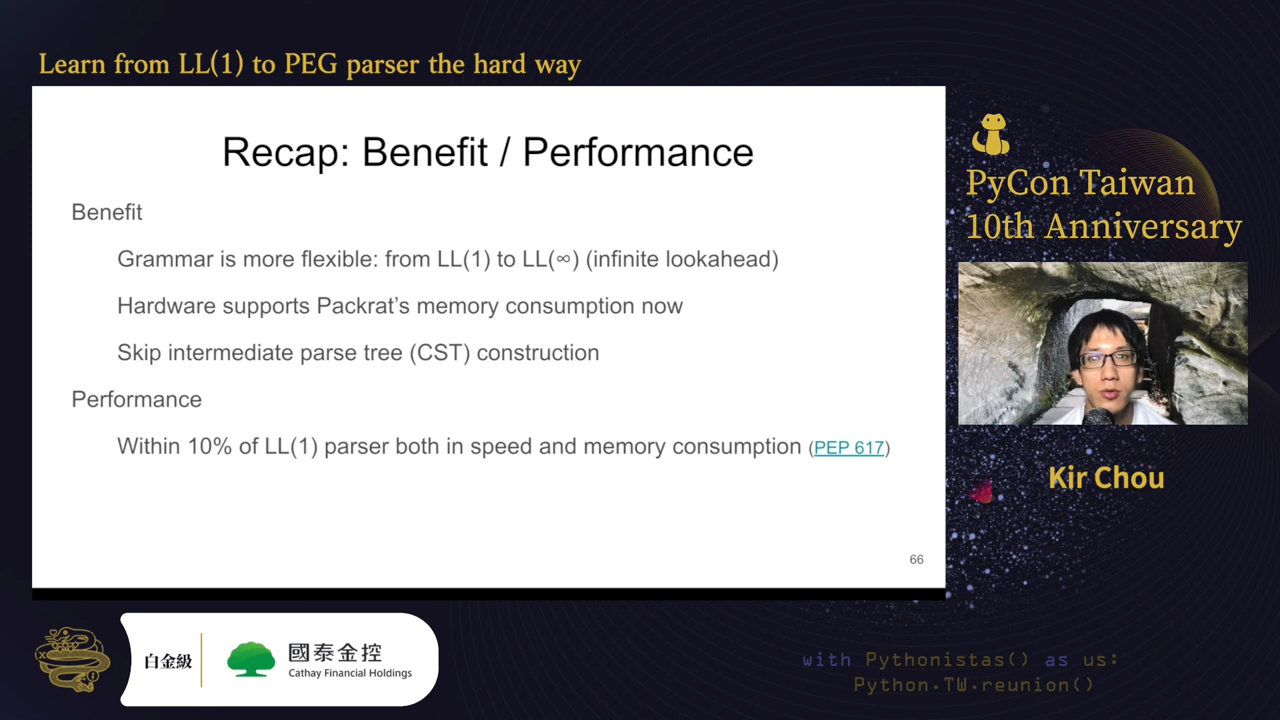 Learn from LL(1) to PEG parser the hard way
Recap: Benefit / Performance
Benefit
Grammar is more flexible: from LL(1) to LL(∞) (infinite lookahead)
Hardware supports Packrat’s memory consumption now
Skip intermediate parse tree (CST) construction
Performance
Within 10% of LL(1) parser both in speed and memory consumption (PEP 617)
66
PyCon Taiwan
10th Anniversary
Kir Chou
白金級
國泰金控
Cathay Financial Holdings
with Pythonistas() as us:
Python.TW.reunion()